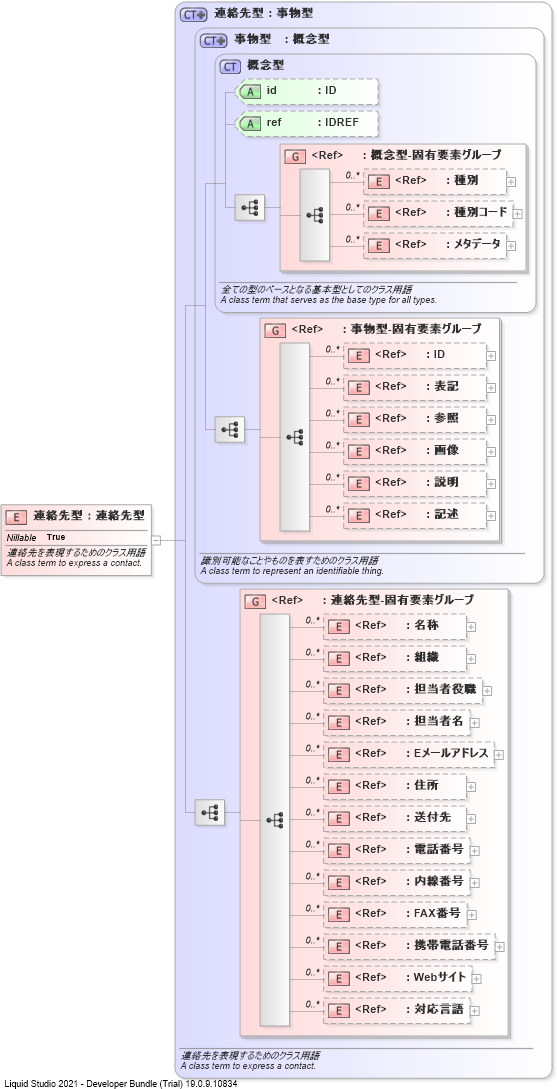 CT 連絡先型 : 事物型
CT 事物型 : 概念型
CT 概念型
A id : ID
A ref : IDREF
G <Ref> : 概念型-固有要素グループ
0..* E <Ref> : 種別
0..* E <Ref> : 種別コード
0..* E <Ref> : メタデータ
全ての型のベースとなる基本型としてのクラス用語
A class term that serves as the base type for all types.
G <Ref> : 事物型-固有要素グループ
0..* E <Ref> : ID
0..* E <Ref> : 表記
0..* E <Ref> : 参照
0..* E <Ref> : 画像
0..* E <Ref> : 説明
0..* E <Ref> : 記述
E 連絡先型 : 連絡先型
Nillable True
連絡先を表現するためのクラス用語
A class term to express a contact.
識別可能なことやものを表すためのクラス用語
A class term to represent an identifiable thing.
G <Ref> : 連絡先型-固有要素グループ
0..* E <Ref> : 名称
0..* E <Ref> : 組織
0..* E <Ref> : 担当者役職
0..* E <Ref> : 担当者名
0..* E <Ref> : Eメールアドレス
0..* E <Ref> : 住所
0..* E <Ref> : 送付先
0..* E <Ref> : 電話番号
0..* E <Ref> : 内線番号
0..* E <Ref> : FAX番号
0..* E <Ref> : 携帯電話番号
0..* E <Ref> : Webサイト
0..* E <Ref> : 対応言語
連絡先を表現するためのクラス用語
A class term to express a contact.
Liquid Studio 2021 - Developer Bundle (Trial) 19.0.9.10834